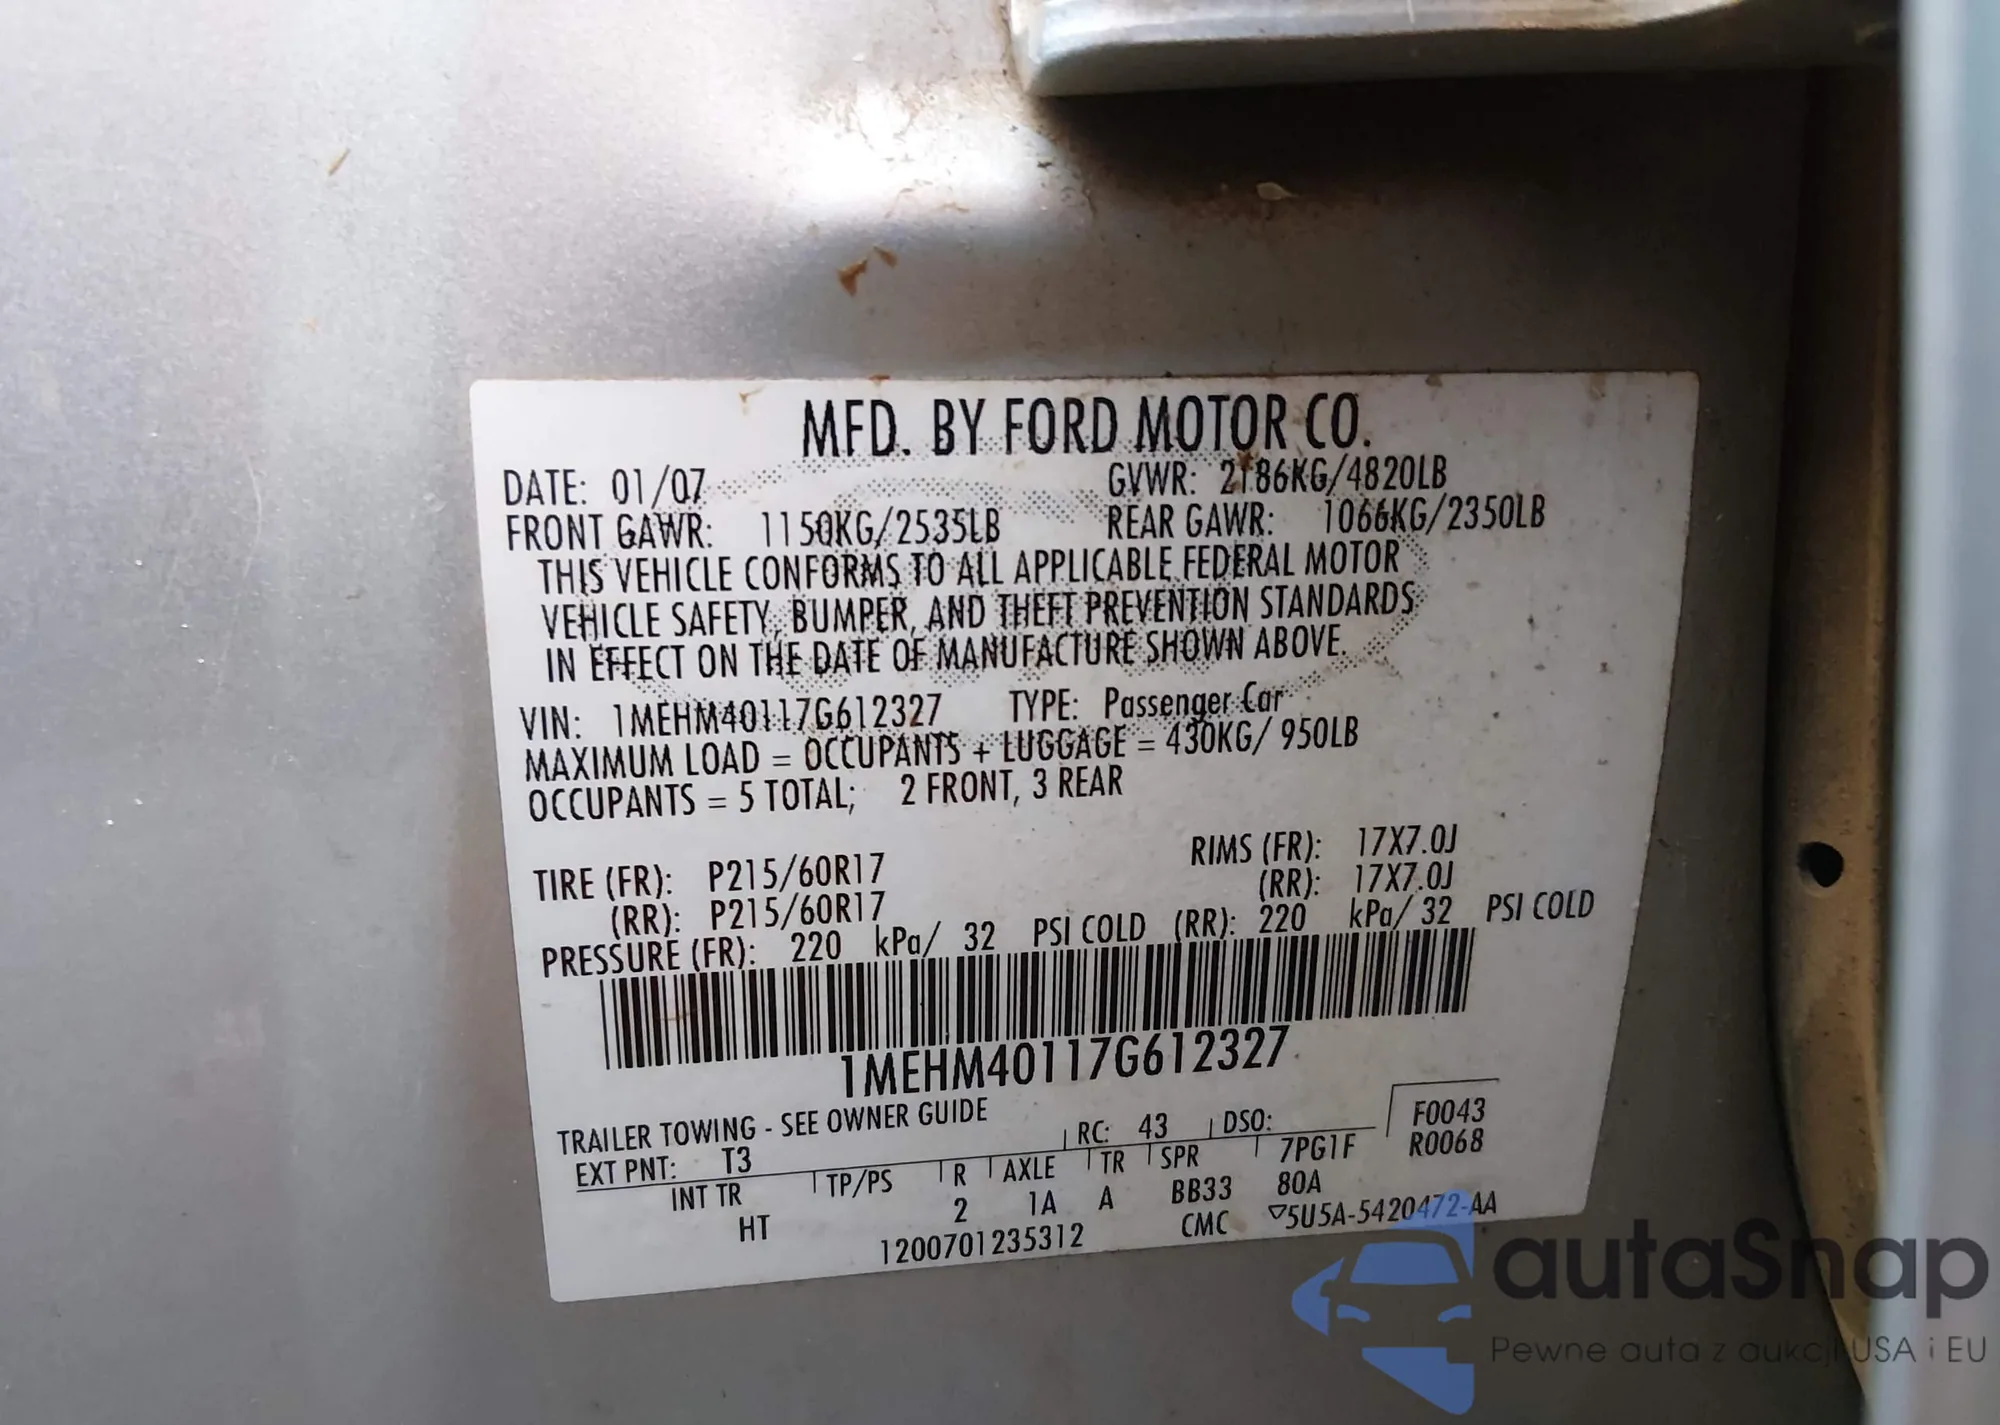 MFD. BY FORD MOTOR CO.
DATE: 01/07 GVWR: 2186KG/4820LB
FRONT GAWR: 1150KG/2535LB REAR GAWR: 1066KG/2350LB
THIS VEHICLE CONFORMS TO ALL APPLICABLE FEDERAL MOTOR
VEHICLE SAFETY, BUMPER, AND THEFT PREVENTION STANDARDS
IN EFFECT ON THE DATE OF MANUFACTURE SHOWN ABOVE.
VIN: 1MEHM40117G612327 TYPE: Passenger Car
MAXIMUM LOAD = OCCUPANTS + LUGGAGE = 430KG/ 950LB
OCCUPANTS = 5 TOTAL; 2 FRONT, 3 REAR
TIRE (FR): P215/60R17 RIMS (FR): 17X7.0J
(RR): P215/60R17 (RR): 17X7.0J
PRESSURE (FR): 220 kPa/ 32 PSI COLD (RR): 220 kPa/ 32 PSI COLD
1MEHM40117G612327
TRAILER TOWING - SEE OWNER GUIDE F0043
EXT PNT: T3 RC: 43 DSO: R0068
INT TR TP/PS R AXLE TR SPR 7PG1F
HT 2 1A A BB33 80A
1200701235312 CMC ▽5U5A-5420472-AA
autaSnap
Pewne auta z aukcji USA i EU